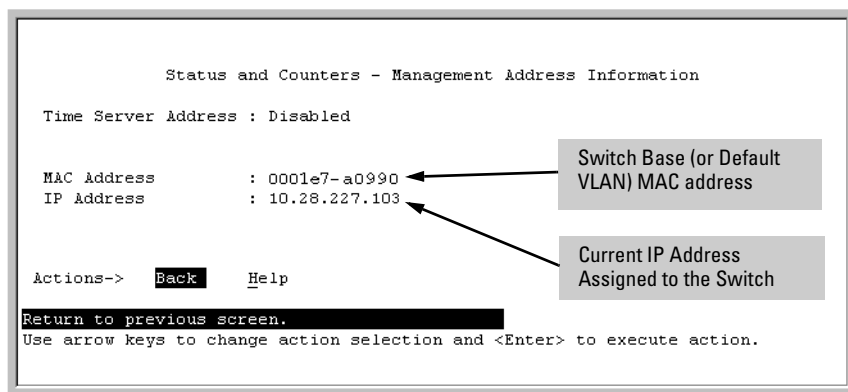 Status and Counters - Management Address Information
Time Server Address : Disabled
MAC Address : 0001e7-a0990
IP Address : 10.28.227.103
Switch Base (or Default
VLAN) MAC address
Current IP Address
Assigned to the Switch
Actions-> Back Help
Return to previous screen.
Use arrow keys to change action selection and <Enter> to execute action.